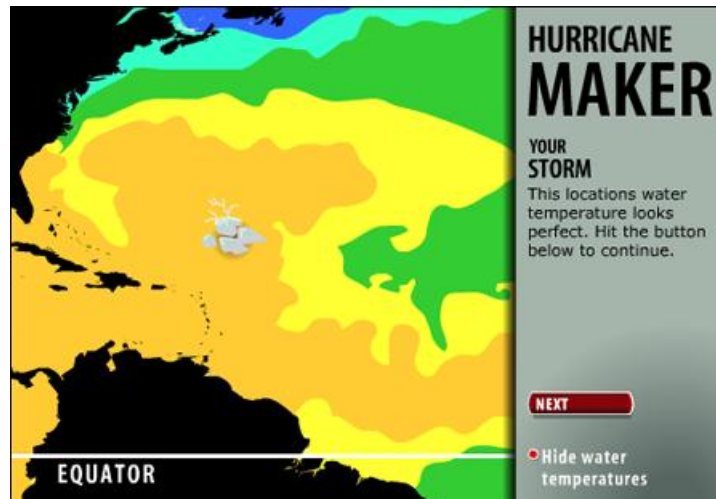 HURRICANE
MAKER
YOUR
STORM
This locations water
temperature looks
perfect. Hit the button
below to continue.
NEXT
Hide water
temperatures
EQUATOR